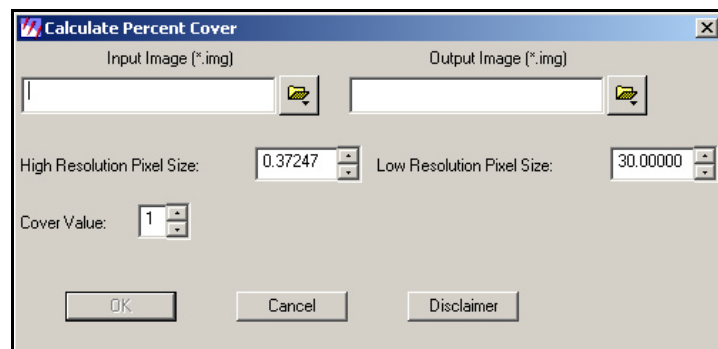 Calculate Percent Cover
Input Image (*.img)
Output Image (*.img)
High Resolution Pixel Size:
0.37247
Low Resolution Pixel Size:
30.00000
Cover Value:
1
OK
Cancel
Disclaimer